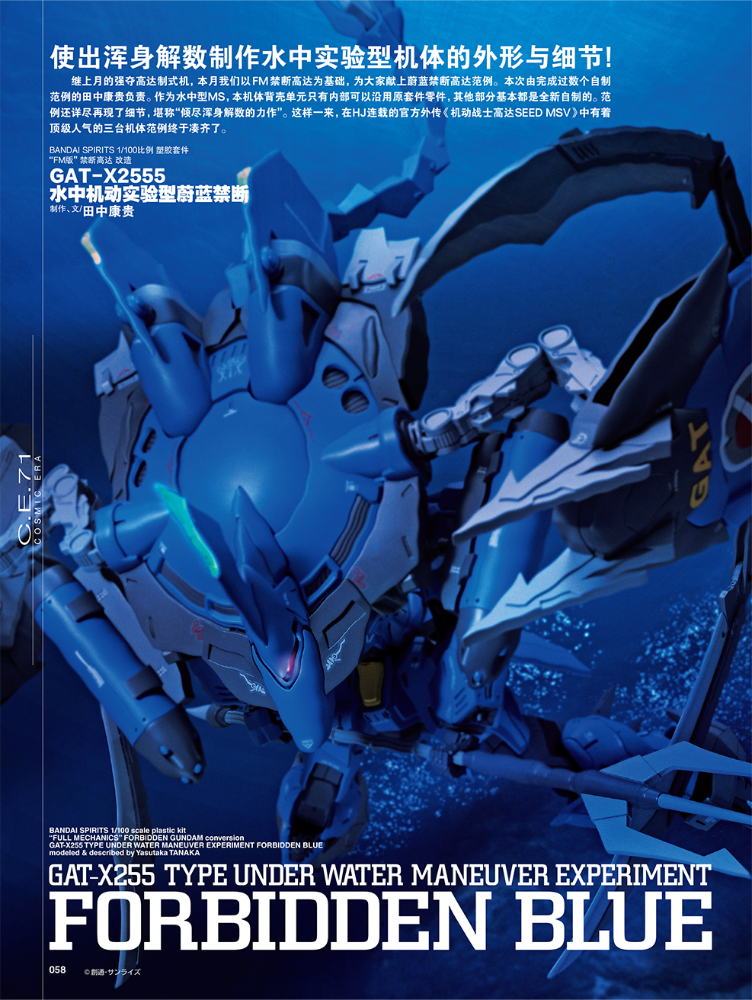 使出浑身解数制作水中实验型机体的外形与细节!
继上月的强夺高达制式机，本月我们以FM禁断高达为基础，为大家献上蔚蓝禁断高达范例。本次由完成过数个自制
范例的田中康贵负责。作为水中型MS，本机体背壳单元只有内部可以沿用原套件零件，其他部分基本都是全新自制的。范
例还详尽再现了细节，堪称“倾尽浑身解数的力作”。这样一来，在HJ连载的官方外传《机动战士高达SEED MSV》中有着
顶级人气的三台机体范例终于凑齐了。
BANDAI SPIRITS 1/100比例 塑胶套件
“FM版” 禁断高达 改造
GAT-X2555
水中机动实验型蔚蓝禁断
制作、文/田中康贵
C.E.71
COSMIC ERA
GAT
BANDAI SPIRITS 1/100 scale plastic kit
“FULL MECHANICS” FORBIDDEN GUNDAM conversion
GAT-X255 TYPE UNDER WATER MANEUVER EXPERIMENT FORBIDDEN BLUE
modeled & described by Yasutaka TANAKA
GAT-X255 TYPE UNDER WATER MANEUVER EXPERIMENT
FORBIDDEN BLUE
058
©創通・サンライズ